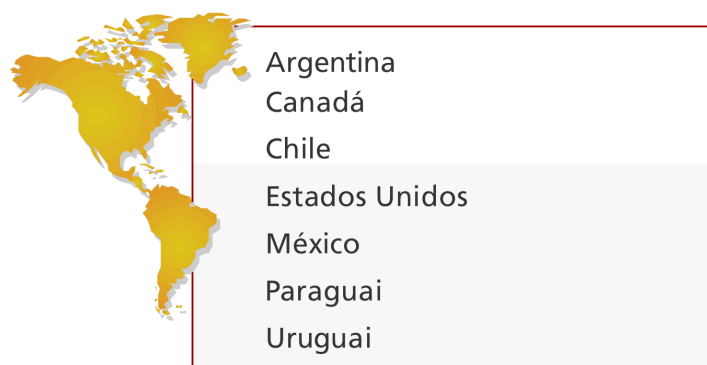 Argentina
Canadá
Chile
Estados Unidos
México
Paraguai
Uruguai